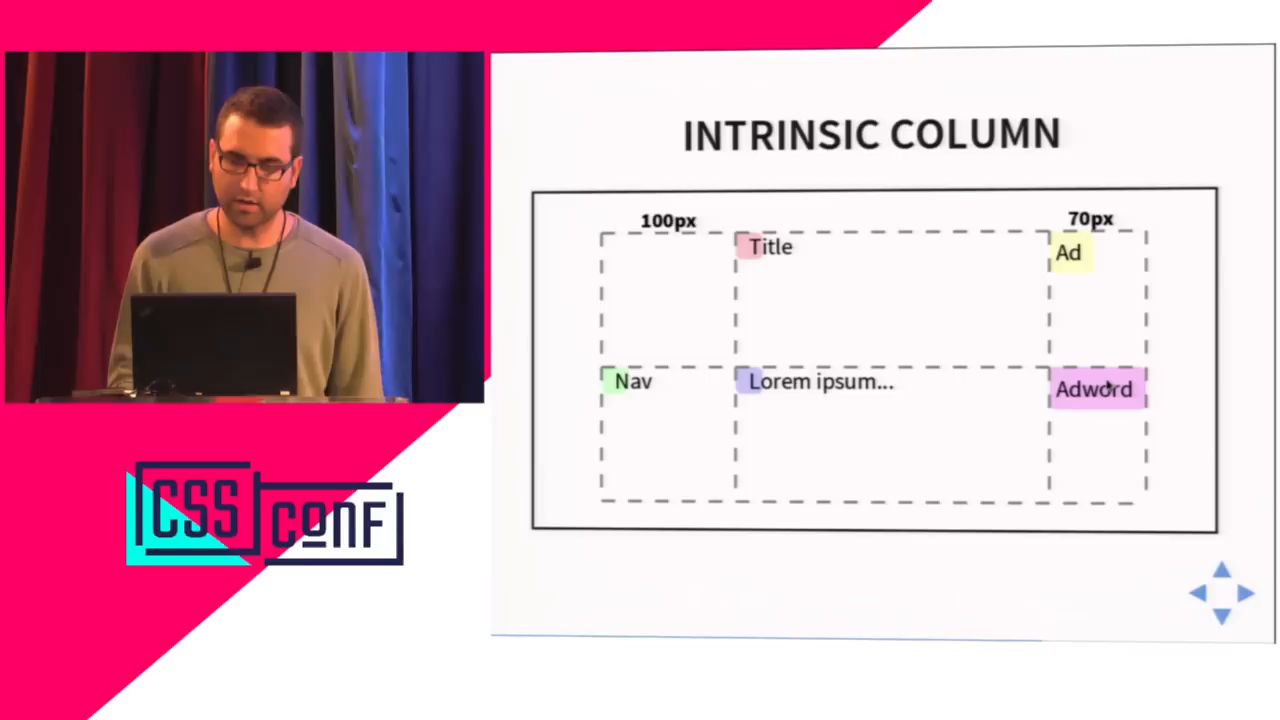 INTRINSIC COLUMN
100px
70px
Title
Ad
Nav
Lorem ipsum...
Adword
CSS
conf